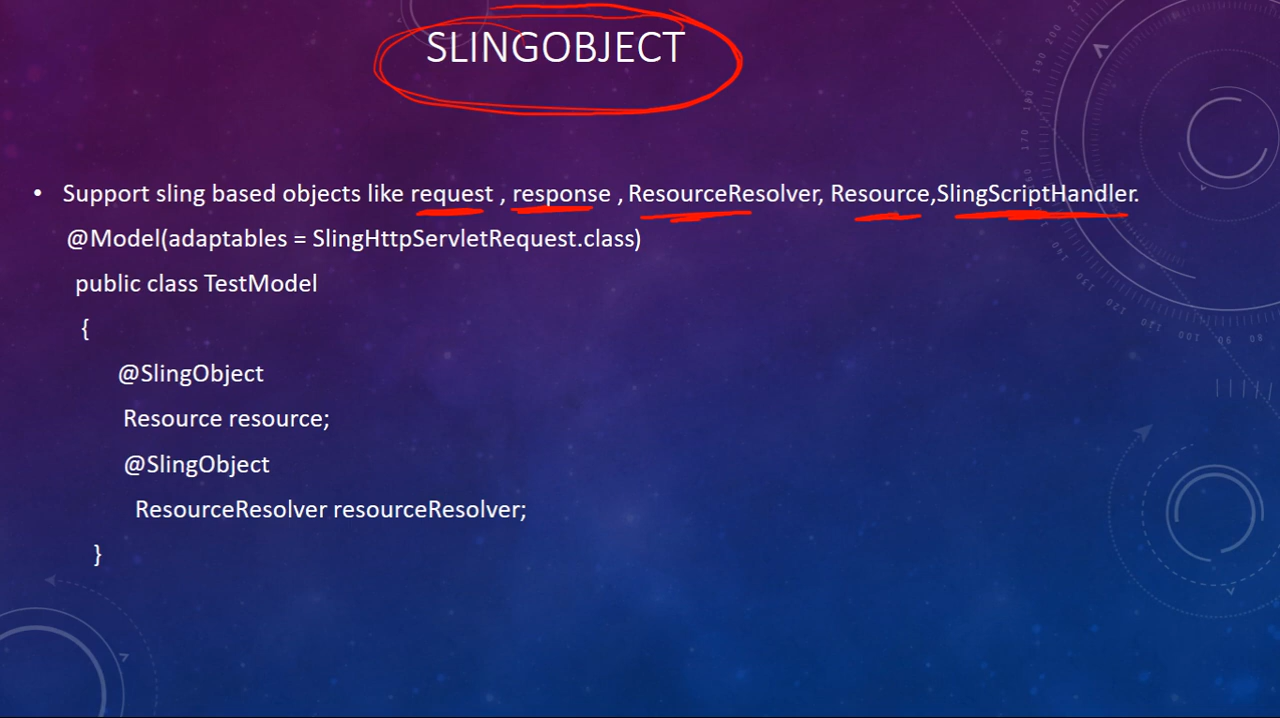 SLINGOBJECT
• Support sling based objects like request , response , ResourceResolver, Resource,SlingScriptHandler.
@Model(adaptables = SlingHttpServletRequest.class)
public class TestModel
{
@SlingObject
Resource resource;
@SlingObject
ResourceResolver resourceResolver;
}